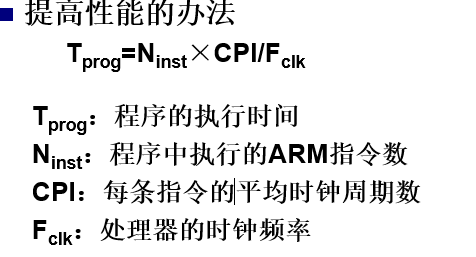 提高性能的办法
Tprog=Ninst×CPI/Fclk
Tprog：程序的执行时间
Ninst：程序中执行的ARM指令数
CPI：每条指令的平均时钟周期数
Fclk：处理器的时钟频率